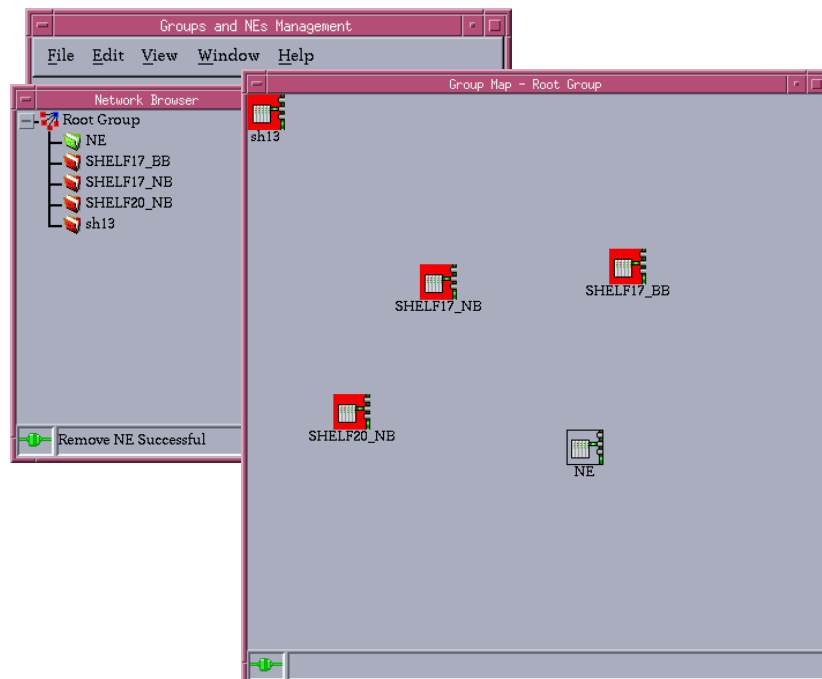 Groups and NEs Management
File Edit View Window Help
Network Browser
Root Group
NE
SHELF17_BB
SHELF17_NB
SHELF20_NB
sh13
Remove NE Successful
Group Map - Root Group
sh13
SHELF17_NB
SHELF17_BB
SHELF20_NB
NE